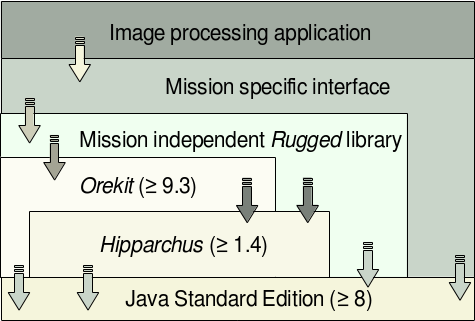 Image processing application
Mission specific interface
Mission independent Rugged library
Orekit (≥ 9.3)
Hipparchus (≥ 1.4)
Java Standard Edition (≥ 8)